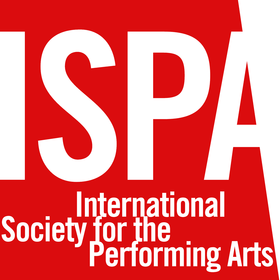 ISPA
International
Society for the
Performing Arts